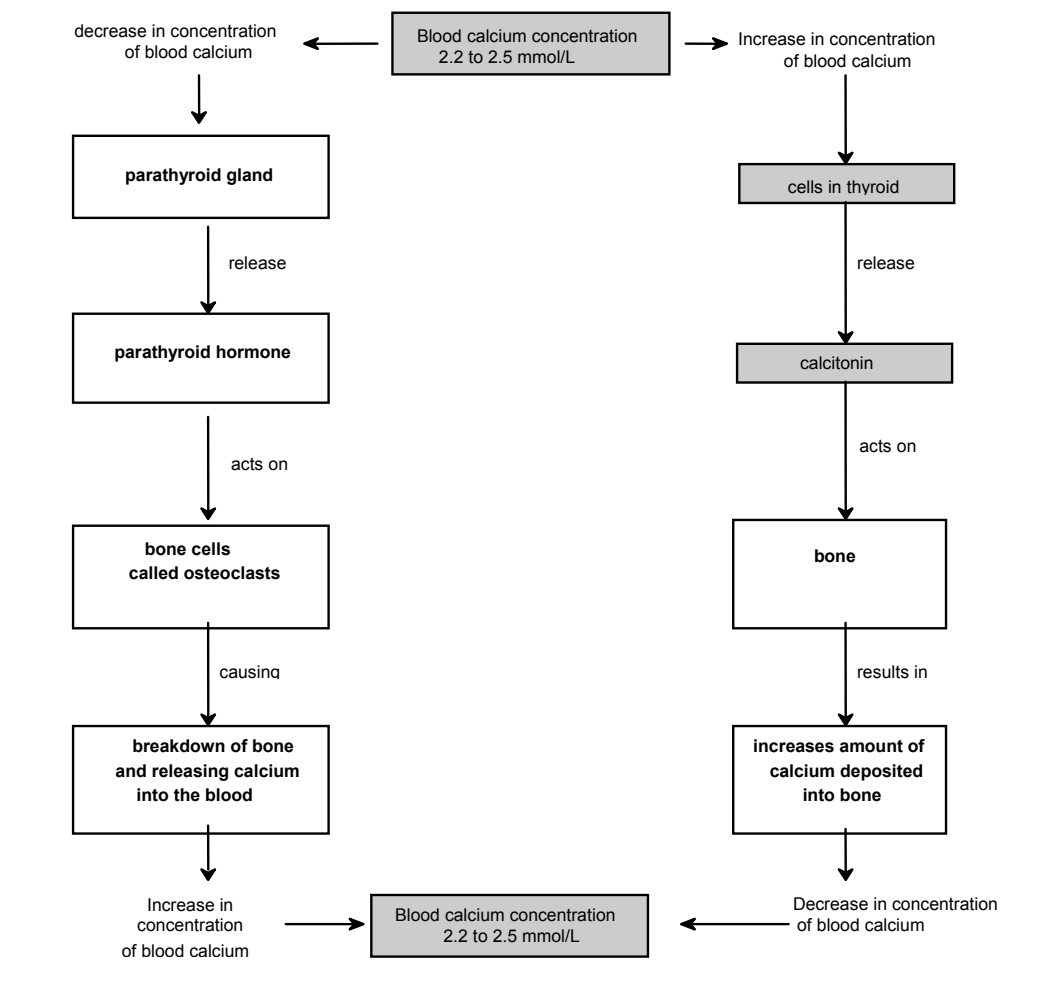 decrease in concentration
of blood calcium
Blood calcium concentration
2.2 to 2.5 mmol/L
Increase in concentration
of blood calcium
parathyroid gland
cells in thyroid
release
release
parathyroid hormone
calcitonin
acts on
acts on
bone cells
called osteoclasts
bone
causing
results in
breakdown of bone
and releasing calcium
into the blood
increases amount of
calcium deposited
into bone
Increase in
concentration
of blood calcium
Blood calcium concentration
2.2 to 2.5 mmol/L
Decrease in concentration
of blood calcium